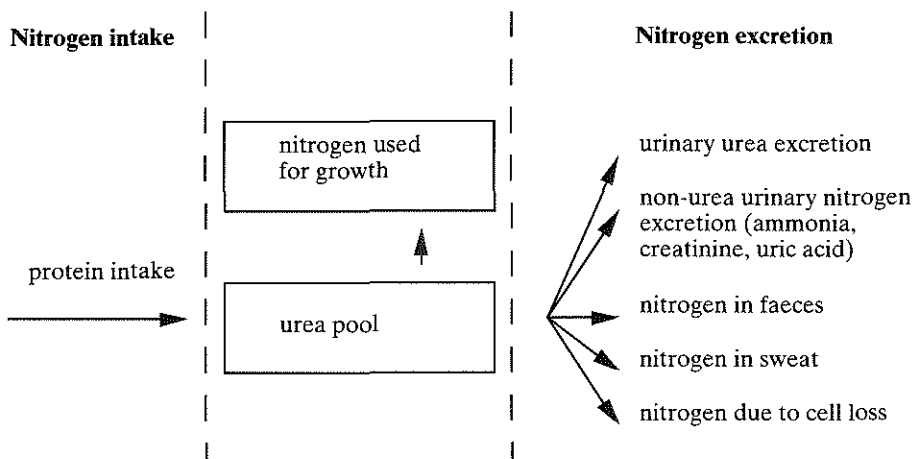 Nitrogen intake
Nitrogen excretion
nitrogen used
for growth
urea pool
protein intake
urinary urea excretion
non-urea urinary nitrogen
excretion (ammonia,
creatinine, uric acid)
nitrogen in faeces
nitrogen in sweat
nitrogen due to cell loss